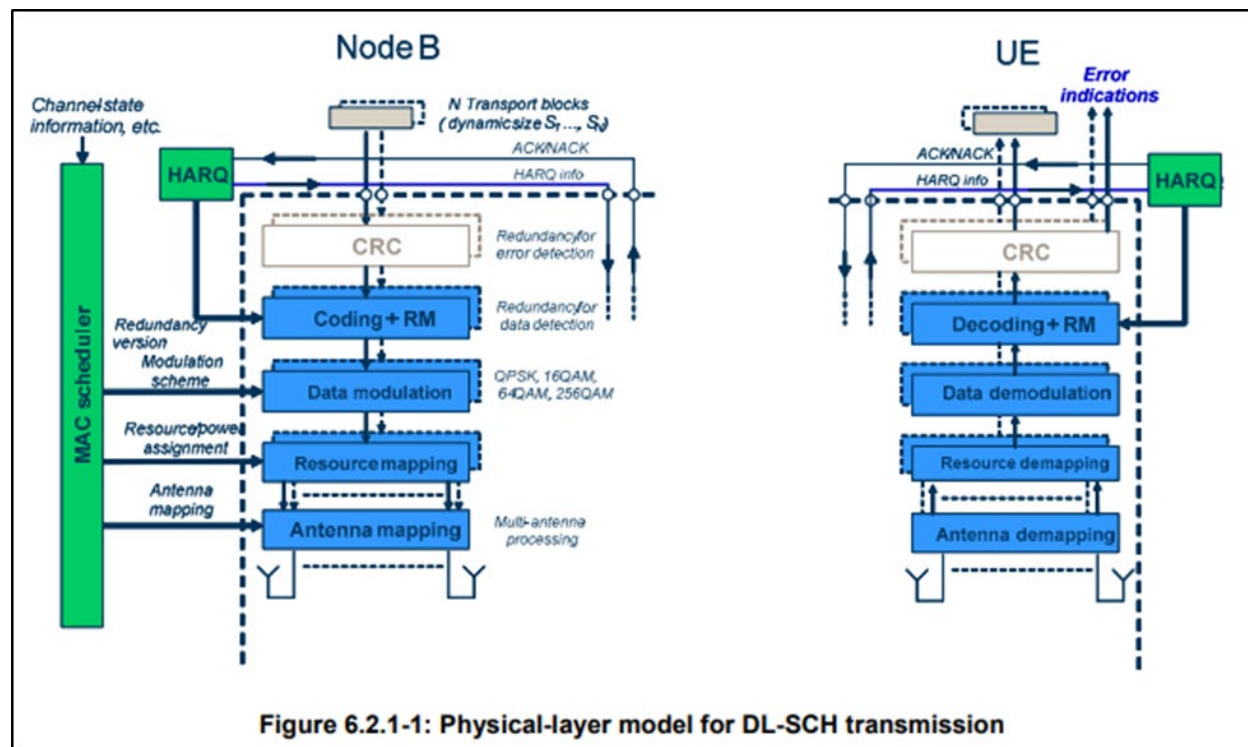 Node B
UE
Channel state
information, etc.
N Transport blocks
(dynamic size S1 ..., SN)
Error
indications
ACK/NACK
HARQ info
HARQ
ACK/NACK
HARQ info
HARQ
CRC
Redundancy for
error detection
CRC
MAC scheduler
Redundancy
version
Coding + RM
Redundancy for
data detection
Decoding + RM
Modulation
scheme
Data modulation
QPSK, 16QAM,
64QAM, 256QAM
Data demodulation
Resource/power
assignment
Resource mapping
Resource demapping
Antenna
mapping
Antenna mapping
Multi-antenna
processing
Antenna demapping
Figure 6.2.1-1: Physical-layer model for DL-SCH transmission